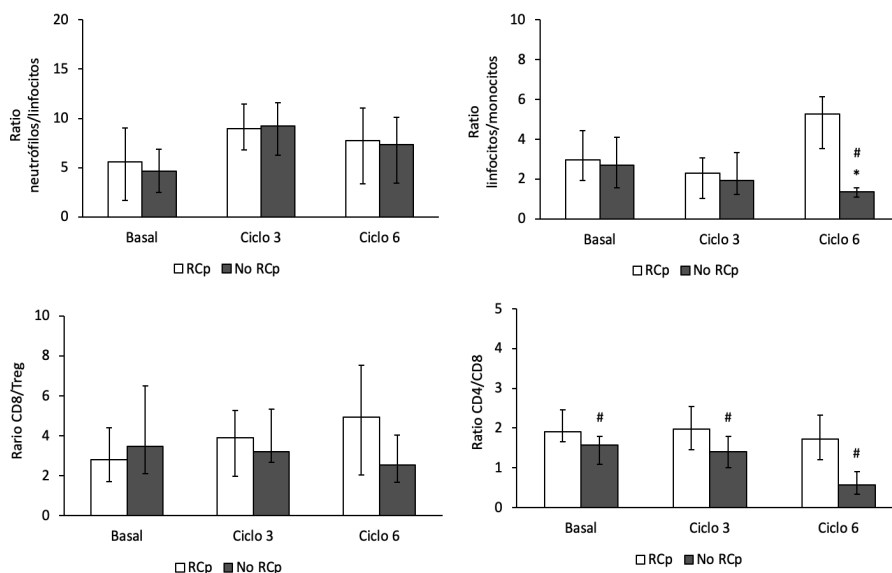 Ratio
neutrófilos/linfocitos
20
15
10
5
0
Basal Ciclo 3 Ciclo 6
RCp No RCp
Ratio
linfocitos/monocitos
10
8
6
4
2
0
#
*
Basal Ciclo 3 Ciclo 6
RCp No RCp
Rario CD8/Treg
10
8
6
4
2
0
Basal Ciclo 3 Ciclo 6
RCp No RCp
Ratio CD4/CD8
5
4
3
2
1
0
# # #
Basal Ciclo 3 Ciclo 6
RCp No RCp